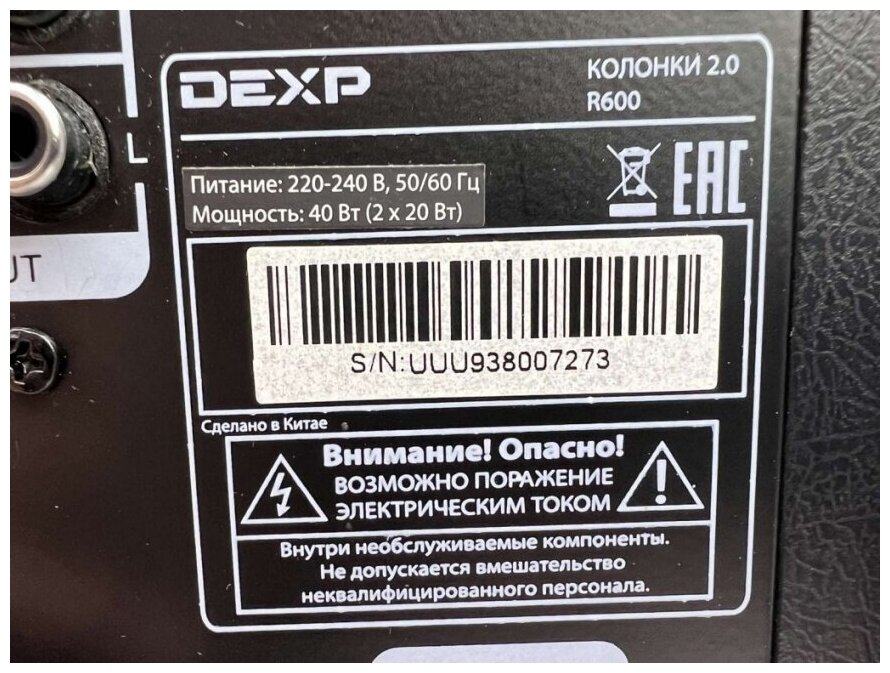 DEXP
КОЛОНКИ 2.0
R600
L
Питание: 220-240 В, 50/60 Гц
Мощность: 40 Вт (2 x 20 Вт)
EAC
UT
S/N:UUU938007273
Сделано в Китае
Внимание! Опасно!
ВОЗМОЖНО ПОРАЖЕНИЕ
ЭЛЕКТРИЧЕСКИМ ТОКОМ
Внутри необслуживаемые компоненты.
Не допускается вмешательство
неквалифицированного персонала.